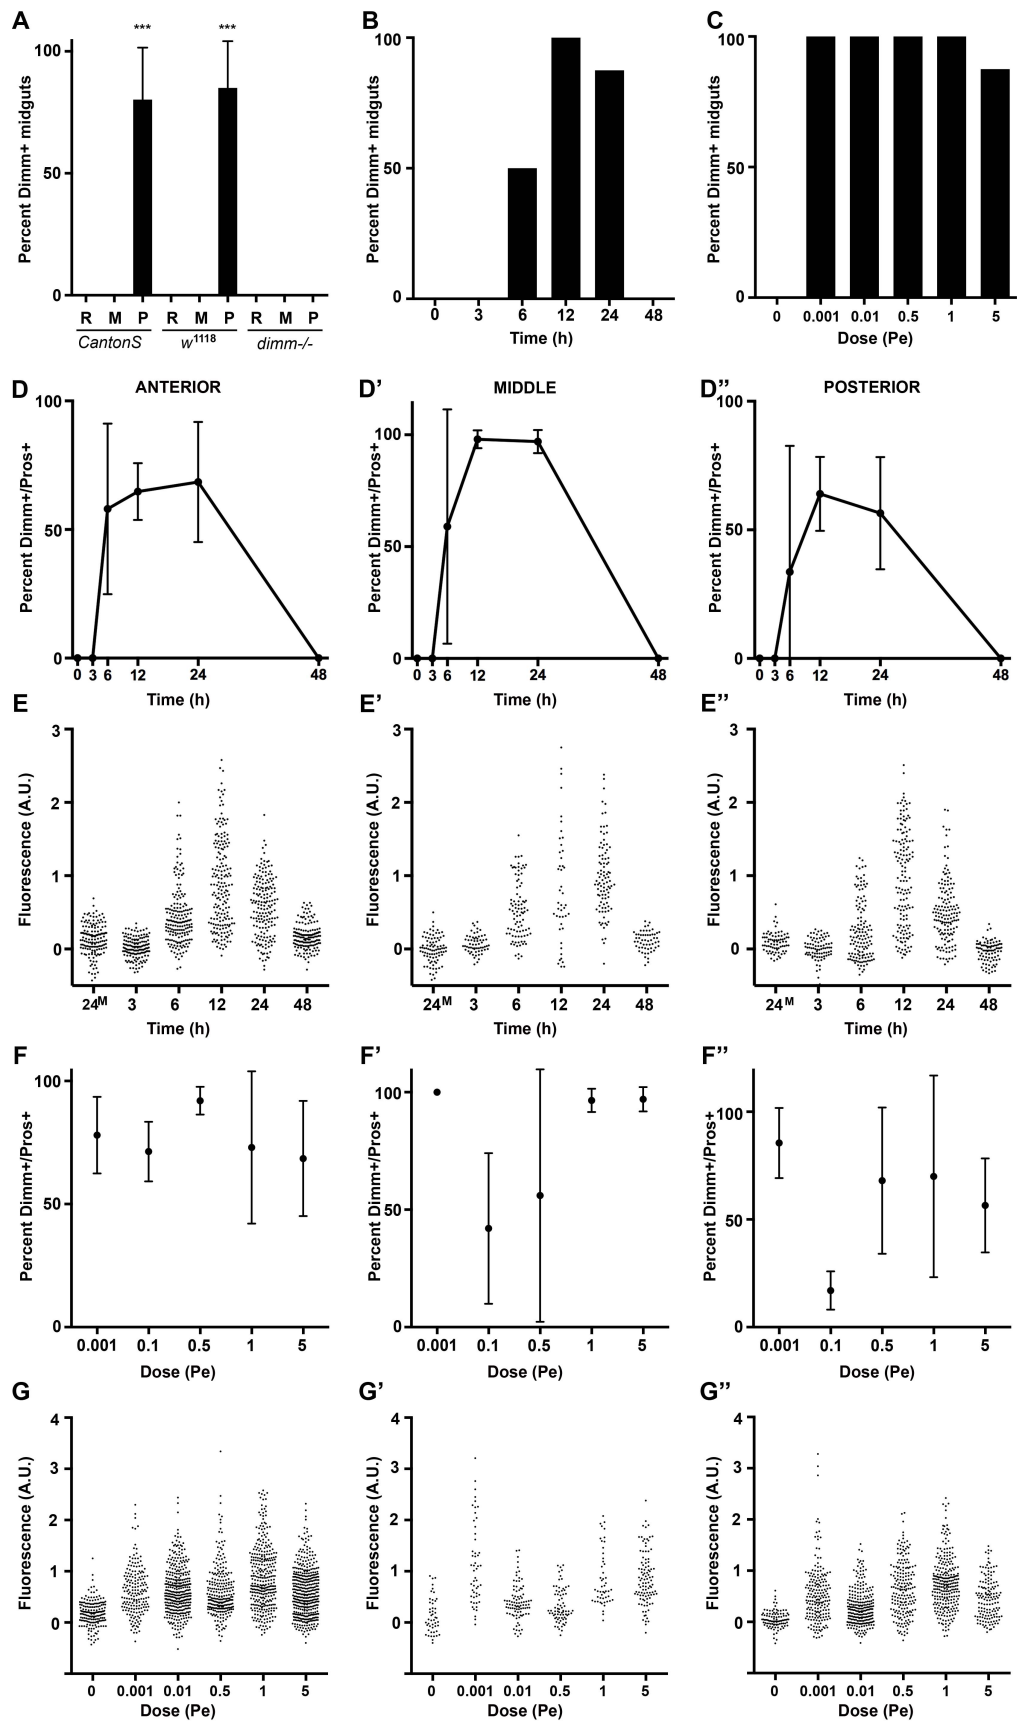 A
Percent Dimm+ midguts
100
50
0
*** ***
R M P R M P R M P
CantonS w1118 dimm-/-
B
Percent Dimm+ midguts
100
50
0
0 3 6 12 24 48
Time (h)
C
Percent Dimm+ midguts
100
50
0
0 0.001 0.01 0.5 1 5
Dose (Pe)
D
ANTERIOR
Percent Dimm+/Pros+
100
50
0
0 3 6 12 24 48
Time (h)
D’
MIDDLE
Percent Dimm+/Pros+
100
50
0
0 3 6 12 24 48
Time (h)
D’’
POSTERIOR
Percent Dimm+/Pros+
100
50
0
0 3 6 12 24 48
Time (h)
E
Fluorescence (A.U.)
3
2
1
0
24M 3 6 12 24 48
Time (h)
E’
Fluorescence (A.U.)
3
2
1
0
24M 3 6 12 24 48
Time (h)
E’’
Fluorescence (A.U.)
3
2
1
0
24M 3 6 12 24 48
Time (h)
F
Percent Dimm+/Pros+
100
50
0
0.001 0.1 0.5 1 5
Dose (Pe)
F’
Percent Dimm+/Pros+
100
50
0
0.001 0.1 0.5 1 5
Dose (Pe)
F’’
Percent Dimm+/Pros+
100
50
0
0.001 0.1 0.5 1 5
Dose (Pe)
G
Fluorescence (A.U.)
4
3
2
1
0
0 0.001 0.01 0.5 1 5
Dose (Pe)
G’
Fluorescence (A.U.)
4
3
2
1
0
0 0.001 0.01 0.5 1 5
Dose (Pe)
G’’
Fluorescence (A.U.)
4
3
2
1
0
0 0.001 0.01 0.5 1 5
Dose (Pe)